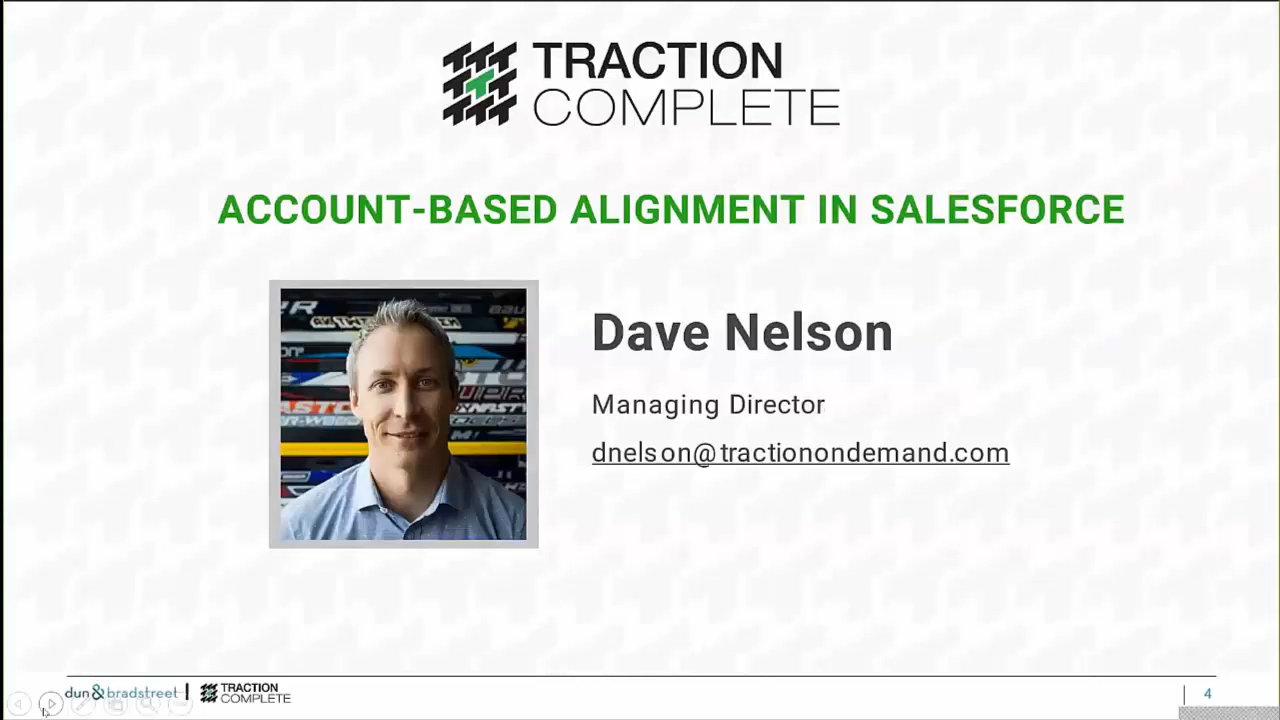 TRACTION
COMPLETE
ACCOUNT-BASED ALIGNMENT IN SALESFORCE
Dave Nelson
Managing Director
dnelson@tractionondemand.com
dun&bradstreet
TRACTION
COMPLETE
4